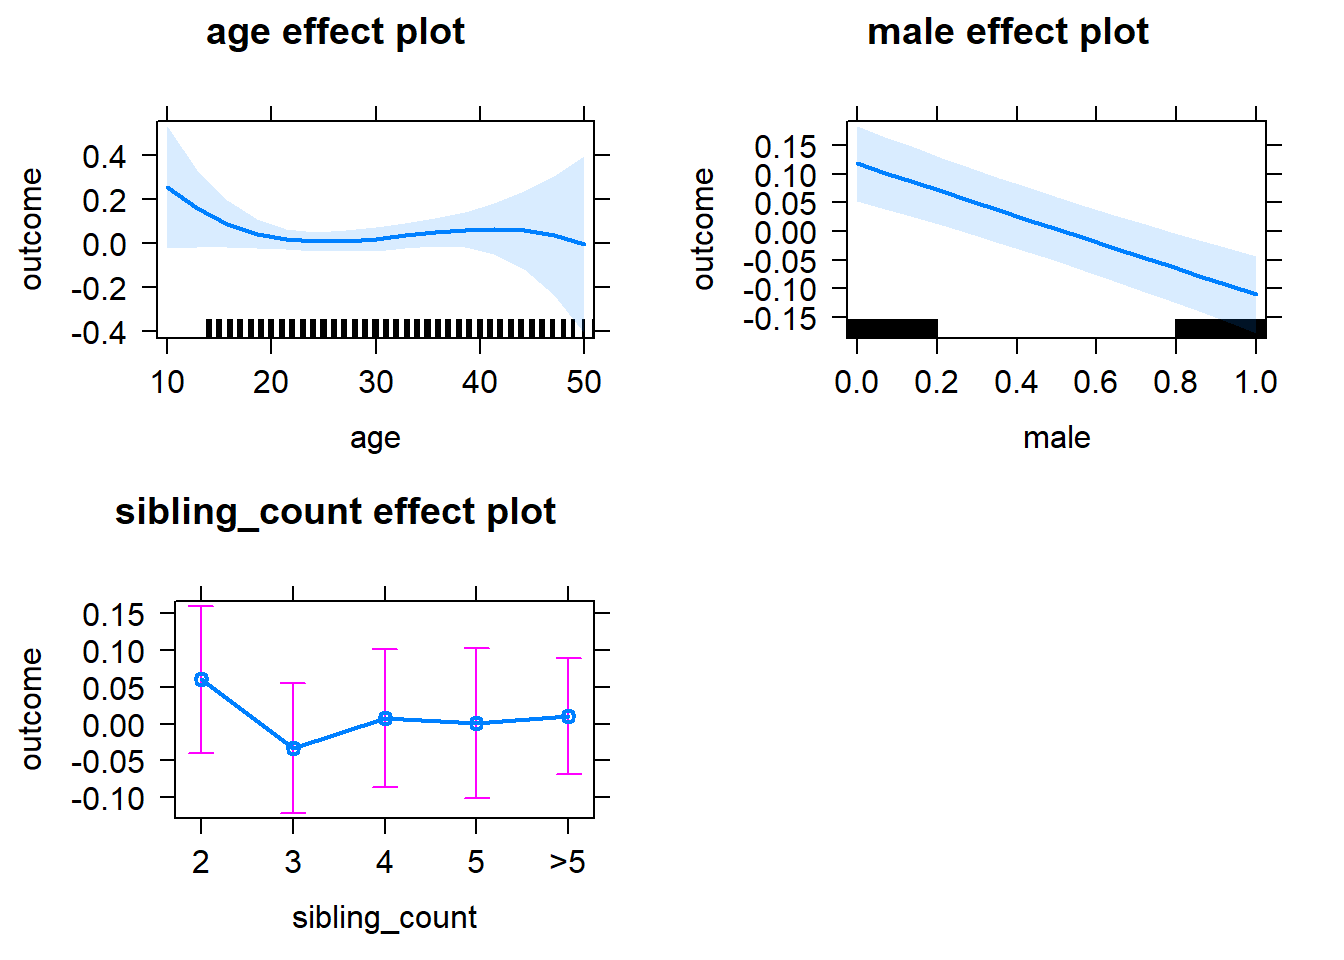 age effect plot
outcome
0.4
0.2
0.0
-0.2
-0.4
10 20 30 40 50
age
male effect plot
outcome
0.15
0.10
0.05
0.00
-0.05
-0.10
-0.15
0.0 0.2 0.4 0.6 0.8 1.0
male
sibling_count effect plot
outcome
0.15
0.10
0.05
0.00
-0.05
-0.10
2 3 4 5 >5
sibling_count